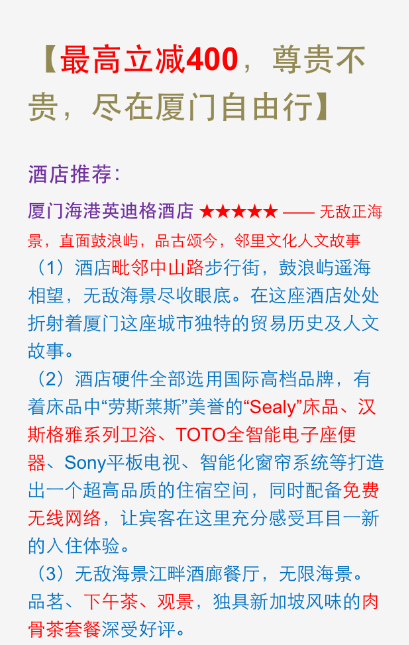 【最高立减400，尊贵不
贵，尽在厦门自由行】
酒店推荐：
厦门海港英迪格酒店 ★★★★★ —— 无敌正海
景，直面鼓浪屿，品古颂今，邻里文化人文故事
（1）酒店毗邻中山路步行街，鼓浪屿遥海
相望，无敌海景尽收眼底。在这座酒店处处
折射着厦门这座城市独特的贸易历史及人文
故事。
（2）酒店硬件全部选用国际高档品牌，有
着床品中“劳斯莱斯”美誉的“Sealy”床品、汉
斯格雅系列卫浴、TOTO全智能电子座便
器、Sony平板电视、智能化窗帘系统等打造
出一个超高品质的住宿空间，同时配备免费
无线网络，让宾客在这里充分感受耳目一新
的入住体验。
（3）无敌海景江畔酒廊餐厅，无限海景。
品茗、下午茶、观景，独具新加坡风味的肉
骨茶套餐深受好评。